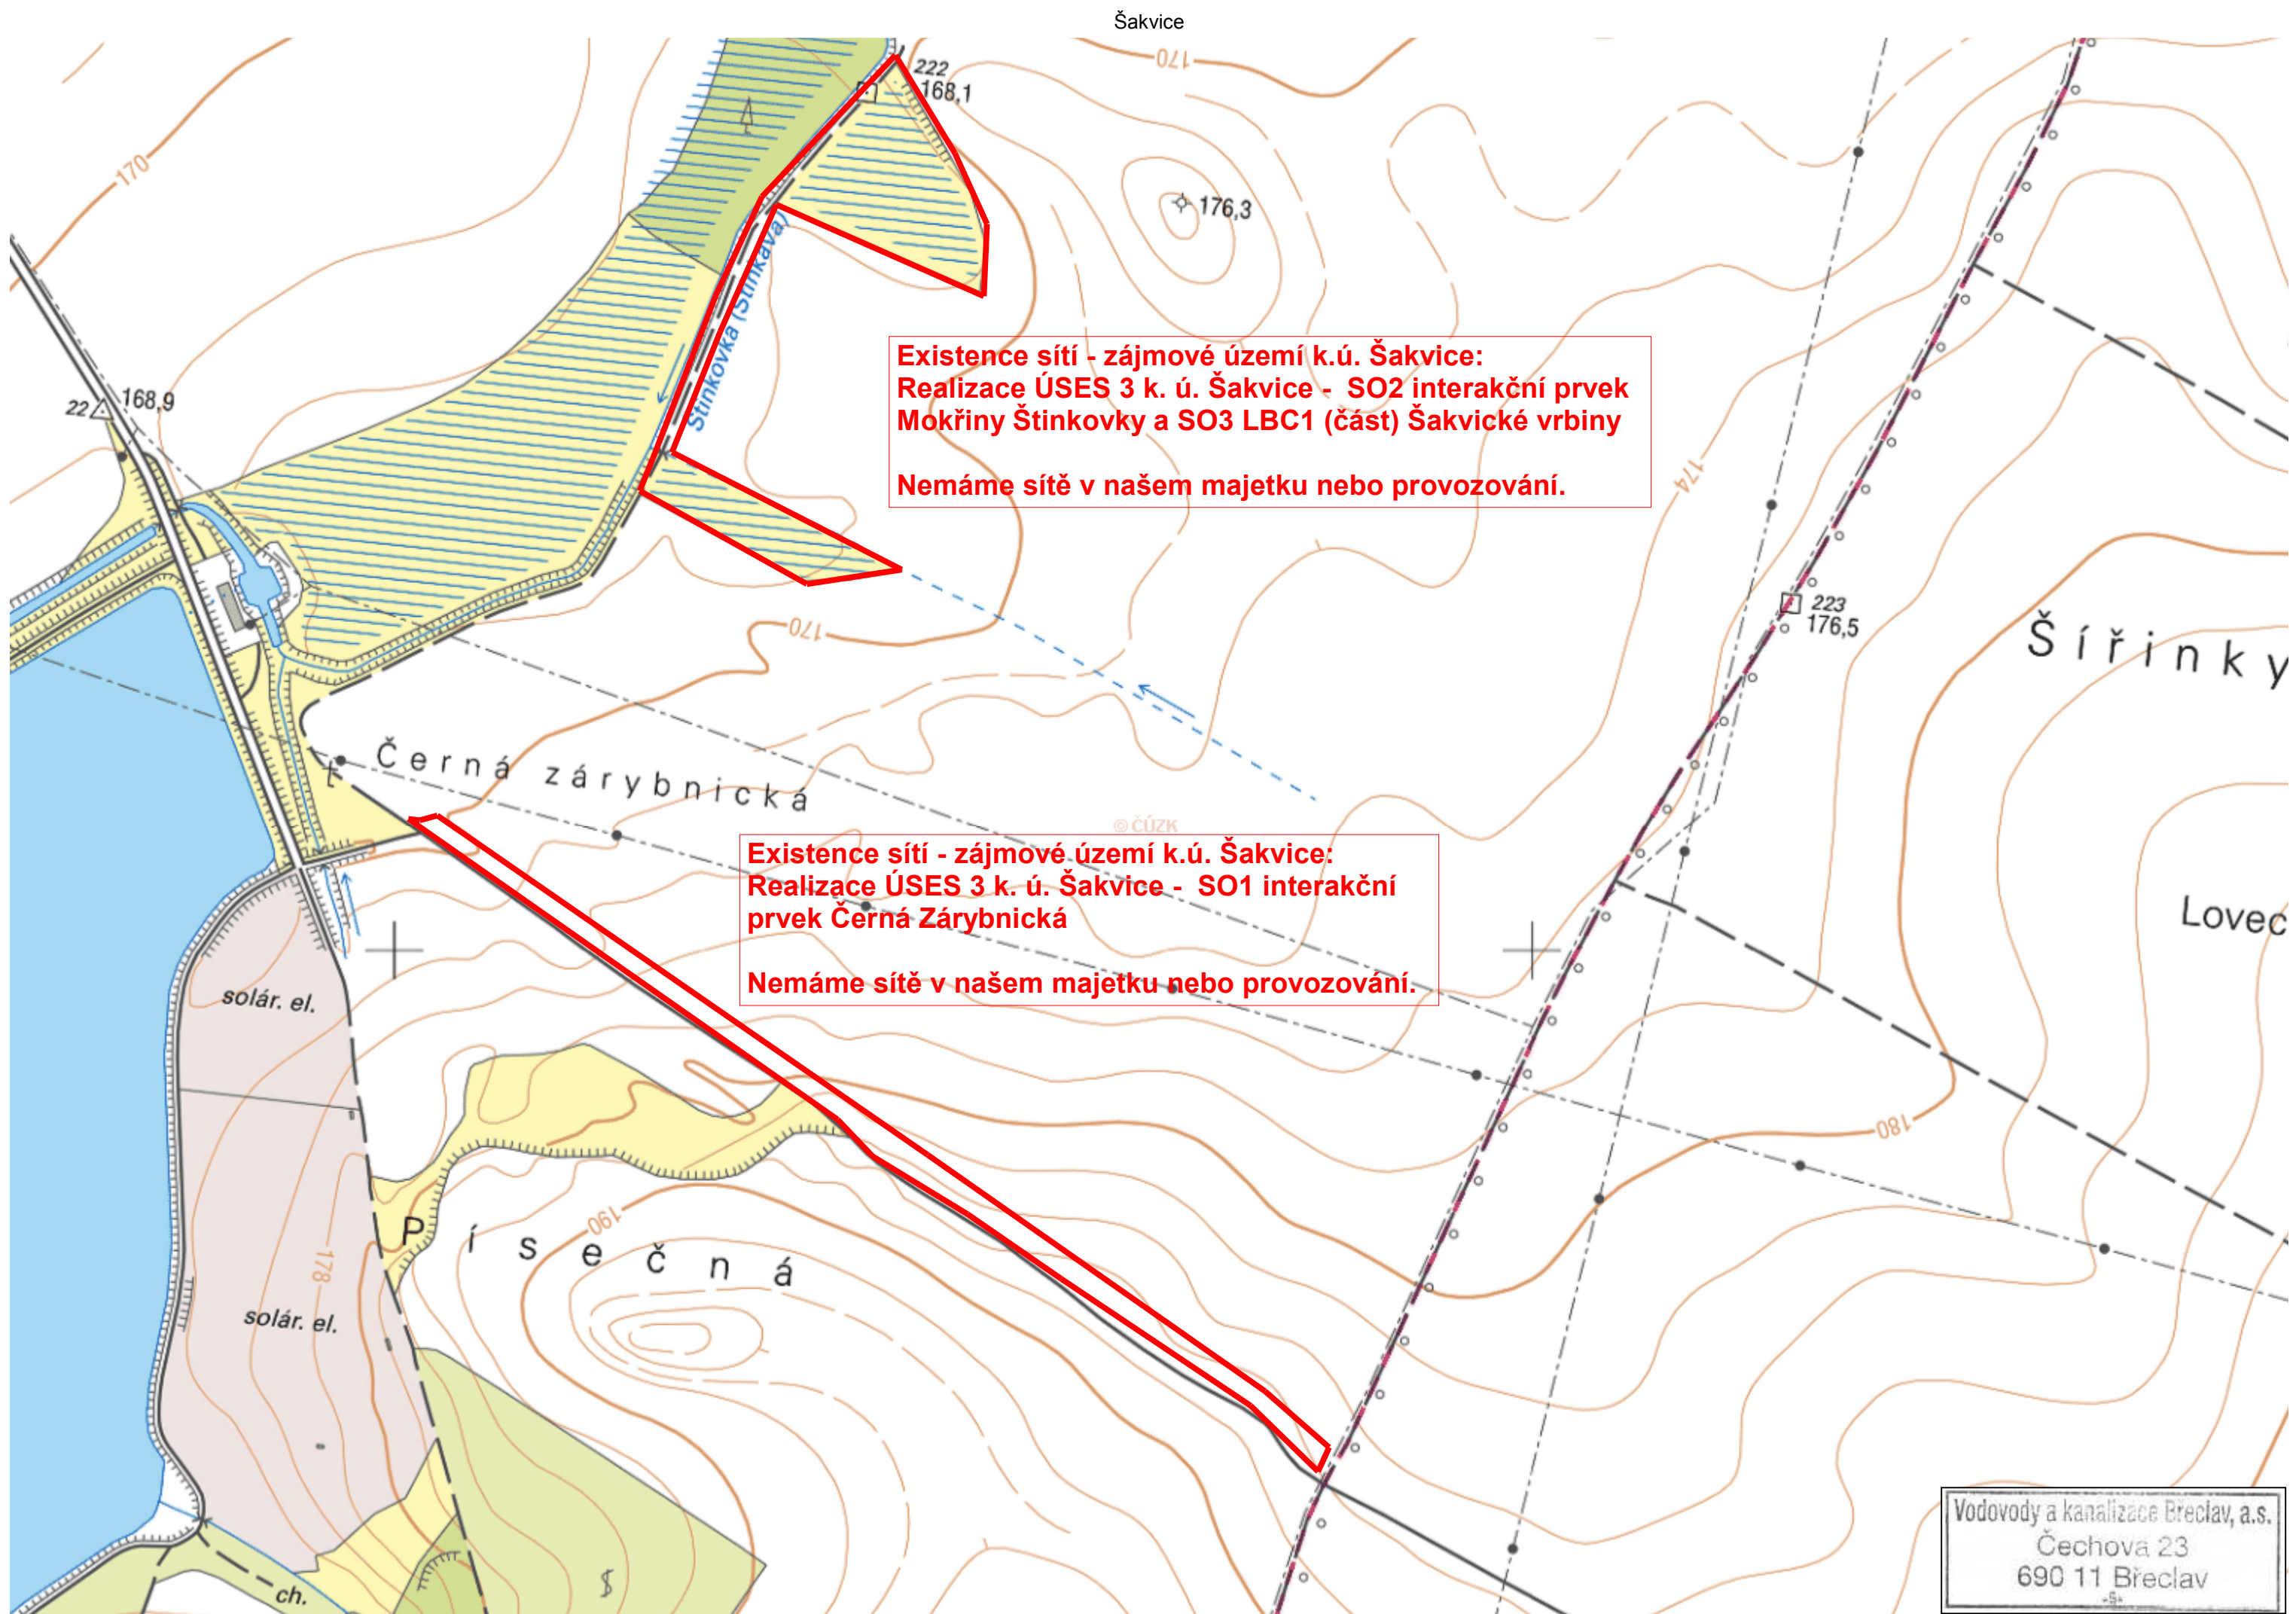 Šakvice
170
222
168,1
170
176,3
Štinkovka (Štinkava)
22
168,9
Existence sítí - zájmové území k.ú. Šakvice:
Realizace ÚSES 3 k. ú. Šakvice - SO2 interakční prvek
Mokřiny Štinkovky a SO3 LBC1 (část) Šakvické vrbiny
Nemáme sítě v našem majetku nebo provozování.
174
223
176,5
170
Šířinky
Černá zárybnická
© ČÚZK
Existence sítí - zájmové území k.ú. Šakvice:
Realizace ÚSES 3 k. ú. Šakvice - SO1 interakční
prvek Černá Zárybnická
Nemáme sítě v našem majetku nebo provozování.
Lovec
solár. el.
180
190
Písečná
178
solár. el.
ch.
Vodovody a kanalizace Břeclav, a.s.
Čechova 23
690 11 Břeclav
-5-